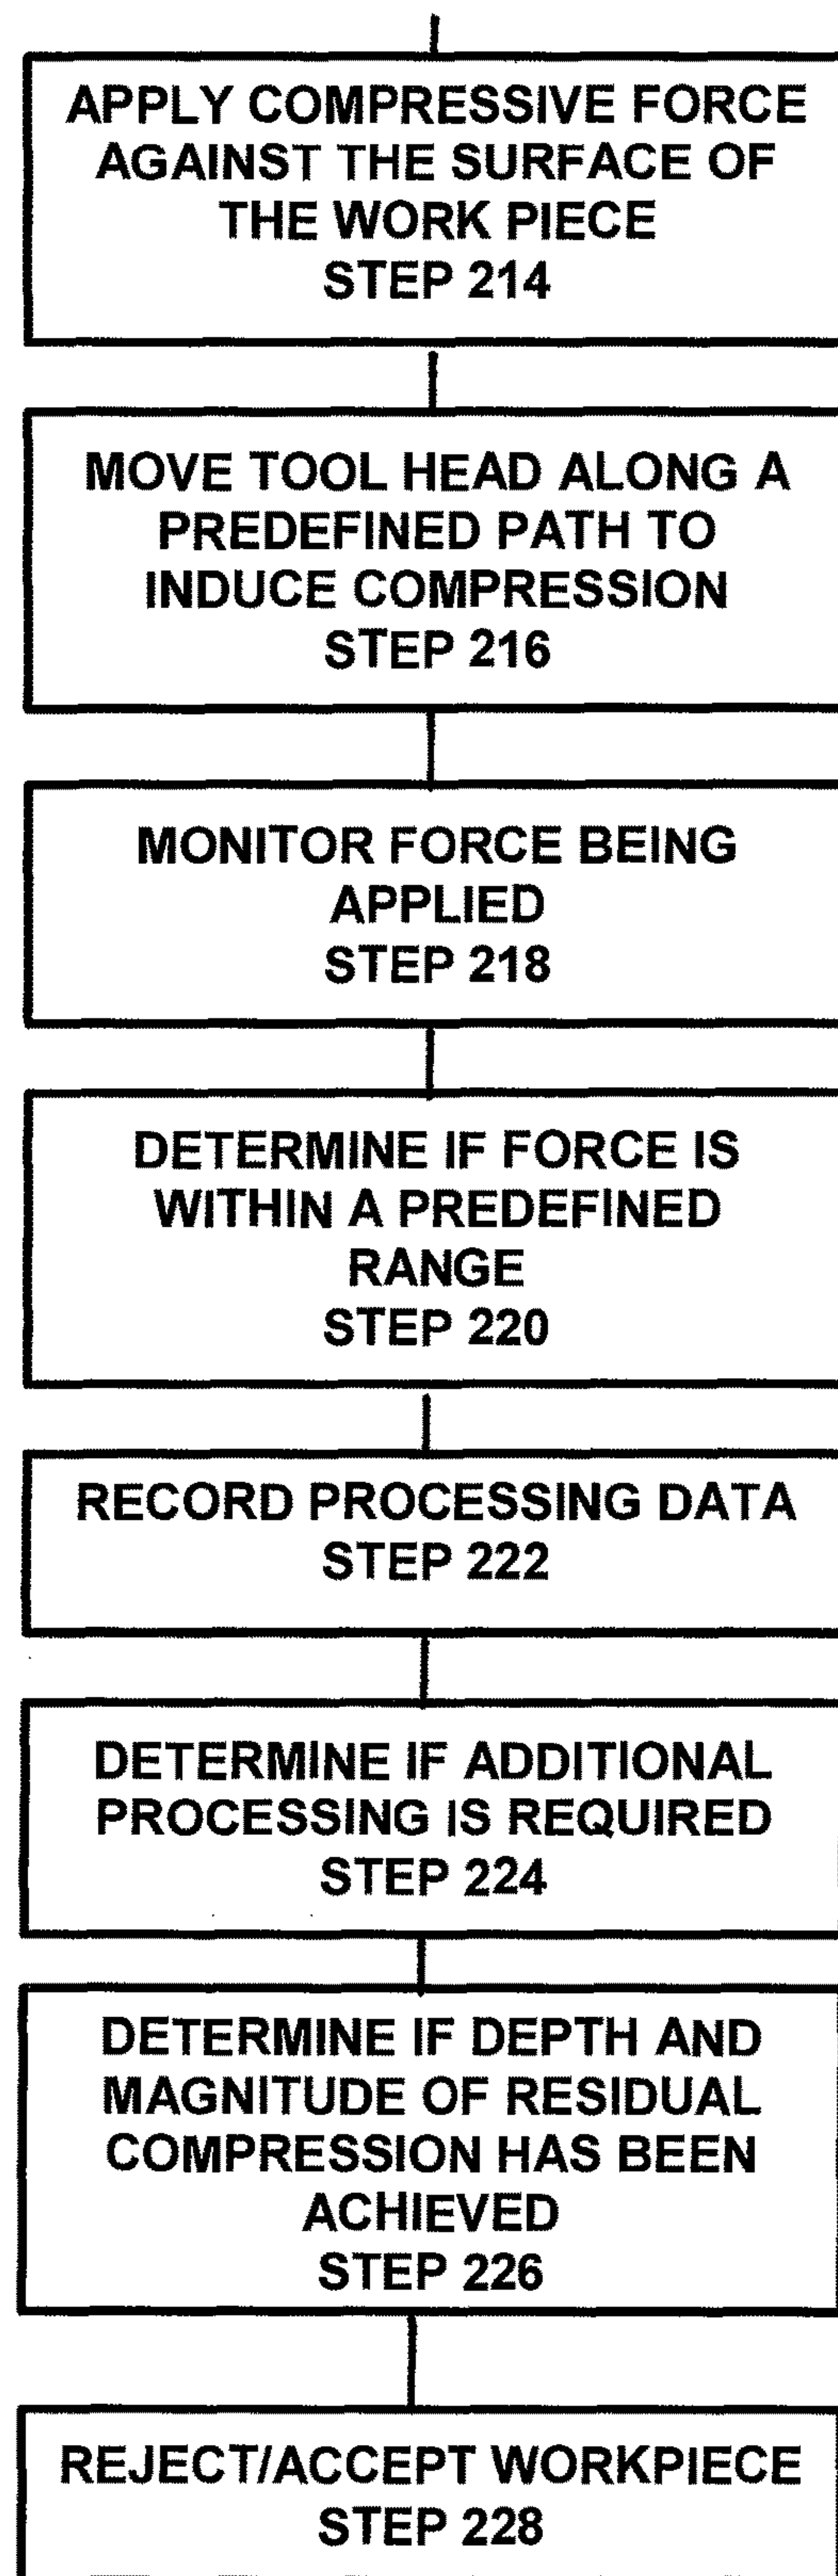 APPLY COMPRESSIVE FORCE
AGAINST THE SURFACE OF
THE WORK PIECE
STEP 214
MOVE TOOL HEAD ALONG A
PREDEFINED PATH TO
INDUCE COMPRESSION
STEP 216
MONITOR FORCE BEING
APPLIED
STEP 218
DETERMINE IF FORCE IS
WITHIN A PREDEFINED
RANGE
STEP 220
RECORD PROCESSING DATA
STEP 222
DETERMINE IF ADDITIONAL
PROCESSING IS REQUIRED
STEP 224
DETERMINE IF DEPTH AND
MAGNITUDE OF RESIDUAL
COMPRESSION HAS BEEN
ACHIEVED
STEP 226
REJECT/ACCEPT WORKPIECE
STEP 228